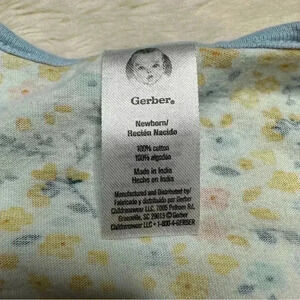 Gerber®
Newborn/
Recién Nacido
100% cotton
100% algodón
Made in India
Hecho en India
Manufactured and Distributed by/
Fabricado y distribuido por Gerber
Childrenswear LLC, 7005 Pelham Rd.
Greenville, SC 29615 ©Gerber
Childrenswear LLC • 1-800-4-GERBER